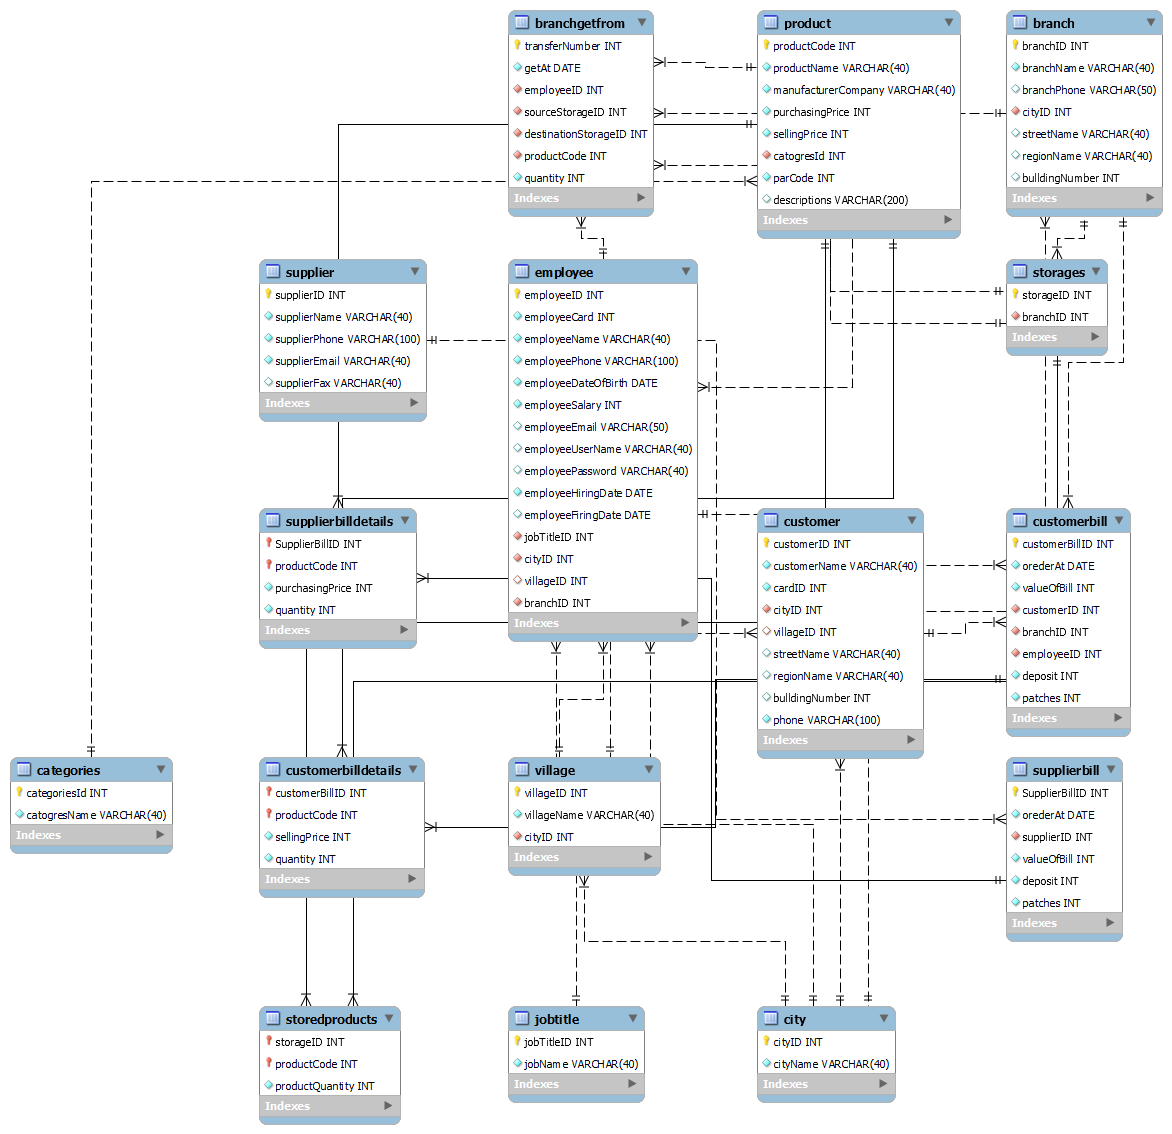 branchgetfrom
transferNumber INT
getAt DATE
employeeID INT
sourceStorageID INT
destinationStorageID INT
productCode INT
quantity INT
Indexes
product
productCode INT
productName VARCHAR(40)
manufacturerCompany VARCHAR(40)
purchasingPrice INT
sellingPrice INT
catogresId INT
parCode INT
descriptions VARCHAR(200)
Indexes
branch
branchID INT
branchName VARCHAR(40)
branchPhone VARCHAR(50)
cityID INT
streetName VARCHAR(40)
regionName VARCHAR(40)
bulldingNumber INT
Indexes
supplier
supplierID INT
supplierName VARCHAR(40)
supplierPhone VARCHAR(100)
supplierEmail VARCHAR(40)
supplierFax VARCHAR(40)
Indexes
employee
employeeID INT
employeeCard INT
employeeName VARCHAR(40)
employeePhone VARCHAR(100)
employeeDateOfBirth DATE
employeeSalary INT
employeeEmail VARCHAR(50)
employeeUserName VARCHAR(40)
employeePassword VARCHAR(40)
employeeHiringDate DATE
employeeFiringDate DATE
jobTitleID INT
cityID INT
villageID INT
branchID INT
Indexes
storages
storageID INT
branchID INT
Indexes
supplierbilldetails
SupplierBillID INT
productCode INT
purchasingPrice INT
quantity INT
Indexes
customer
customerID INT
customerName VARCHAR(40)
cardID INT
cityID INT
villageID INT
streetName VARCHAR(40)
regionName VARCHAR(40)
bulldingNumber INT
phone VARCHAR(100)
Indexes
customerbill
customerBillID INT
orederAt DATE
valueOfBill INT
customerID INT
branchID INT
employeeID INT
deposit INT
patches INT
Indexes
categories
categoriesId INT
catogresName VARCHAR(40)
Indexes
customerbilldetails
customerBillID INT
productCode INT
sellingPrice INT
quantity INT
Indexes
village
villageID INT
villageName VARCHAR(40)
cityID INT
Indexes
supplierbill
SupplierBillID INT
orederAt DATE
supplierID INT
valueOfBill INT
deposit INT
patches INT
Indexes
storedproducts
storageID INT
productCode INT
productQuantity INT
Indexes
jobtitle
jobTitleID INT
jobName VARCHAR(40)
Indexes
city
cityID INT
cityName VARCHAR(40)
Indexes